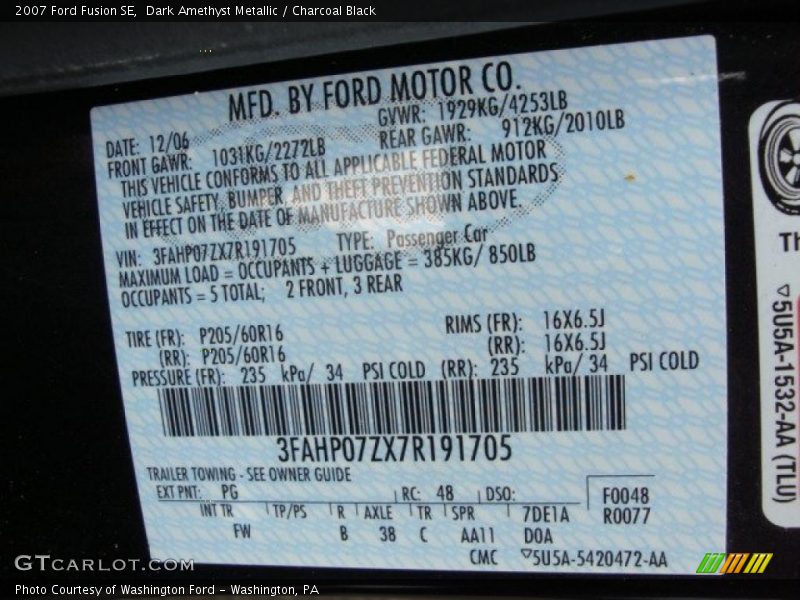 2007 Ford Fusion SE,  Dark Amethyst Metallic / Charcoal Black
MFD. BY FORD MOTOR CO.
DATE: 12/06 GVWR: 1929KG/4253LB
FRONT GAWR: 1031KG/2272LB REAR GAWR: 912KG/2010LB
THIS VEHICLE CONFORMS TO ALL APPLICABLE FEDERAL MOTOR
VEHICLE SAFETY, BUMPER, AND THEFT PREVENTION STANDARDS
IN EFFECT ON THE DATE OF MANUFACTURE SHOWN ABOVE.
VIN: 3FAHP07ZX7R191705 TYPE: Passenger Car
MAXIMUM LOAD = OCCUPANTS + LUGGAGE = 385KG/ 850LB
OCCUPANTS = 5 TOTAL; 2 FRONT, 3 REAR
TIRE (FR): P205/60R16 RIMS (FR): 16X6.5J
(RR): P205/60R16 (RR): 16X6.5J
PRESSURE (FR): 235 kPa/ 34 PSI COLD (RR): 235 kPa/ 34 PSI COLD
3FAHP07ZX7R191705
TRAILER TOWING - SEE OWNER GUIDE
EXT PNT: PG RC: 48 DSO: F0048
INT TR TP/PS R AXLE TR SPR 7DE1A R0077
FW B 38 C AA11 D0A
CMC ▽5U5A-5420472-AA
Th
▽5U5A-1532-AA (TLU)
GTCARLOT.COM
Photo Courtesy of Washington Ford - Washington, PA